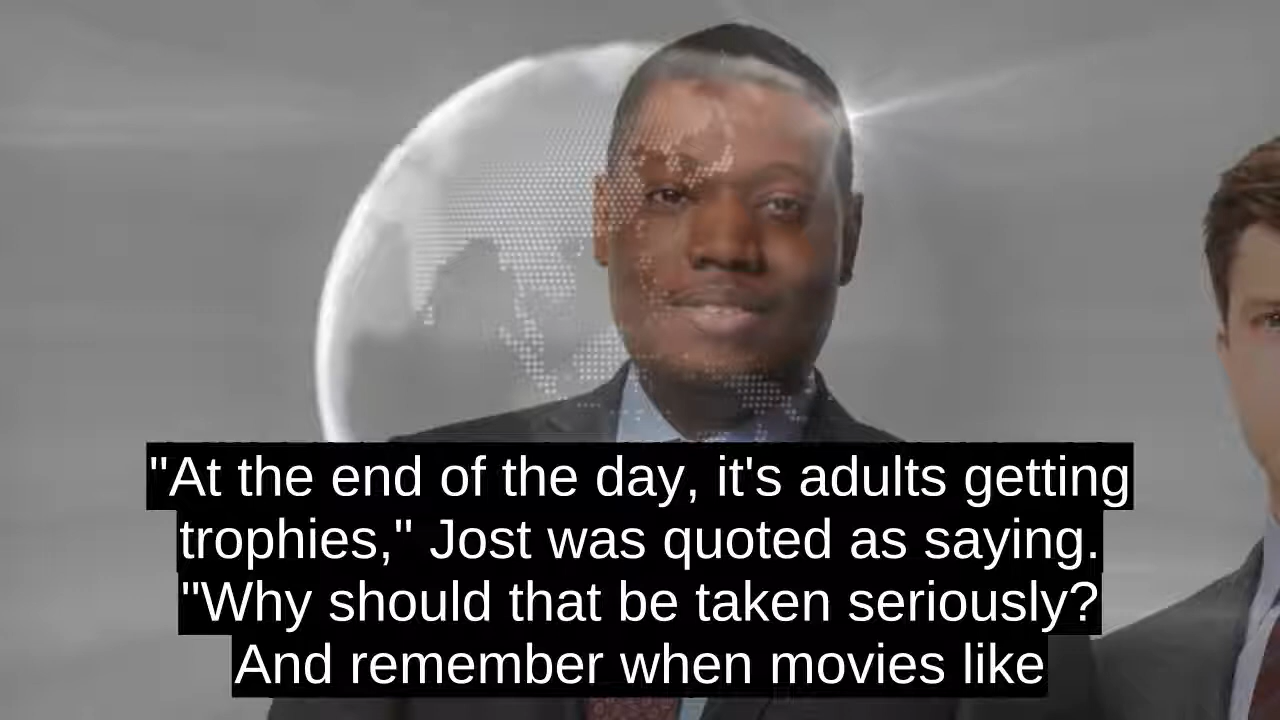 "At the end of the day, it's adults getting
trophies," Jost was quoted as saying.
"Why should that be taken seriously?
And remember when movies like